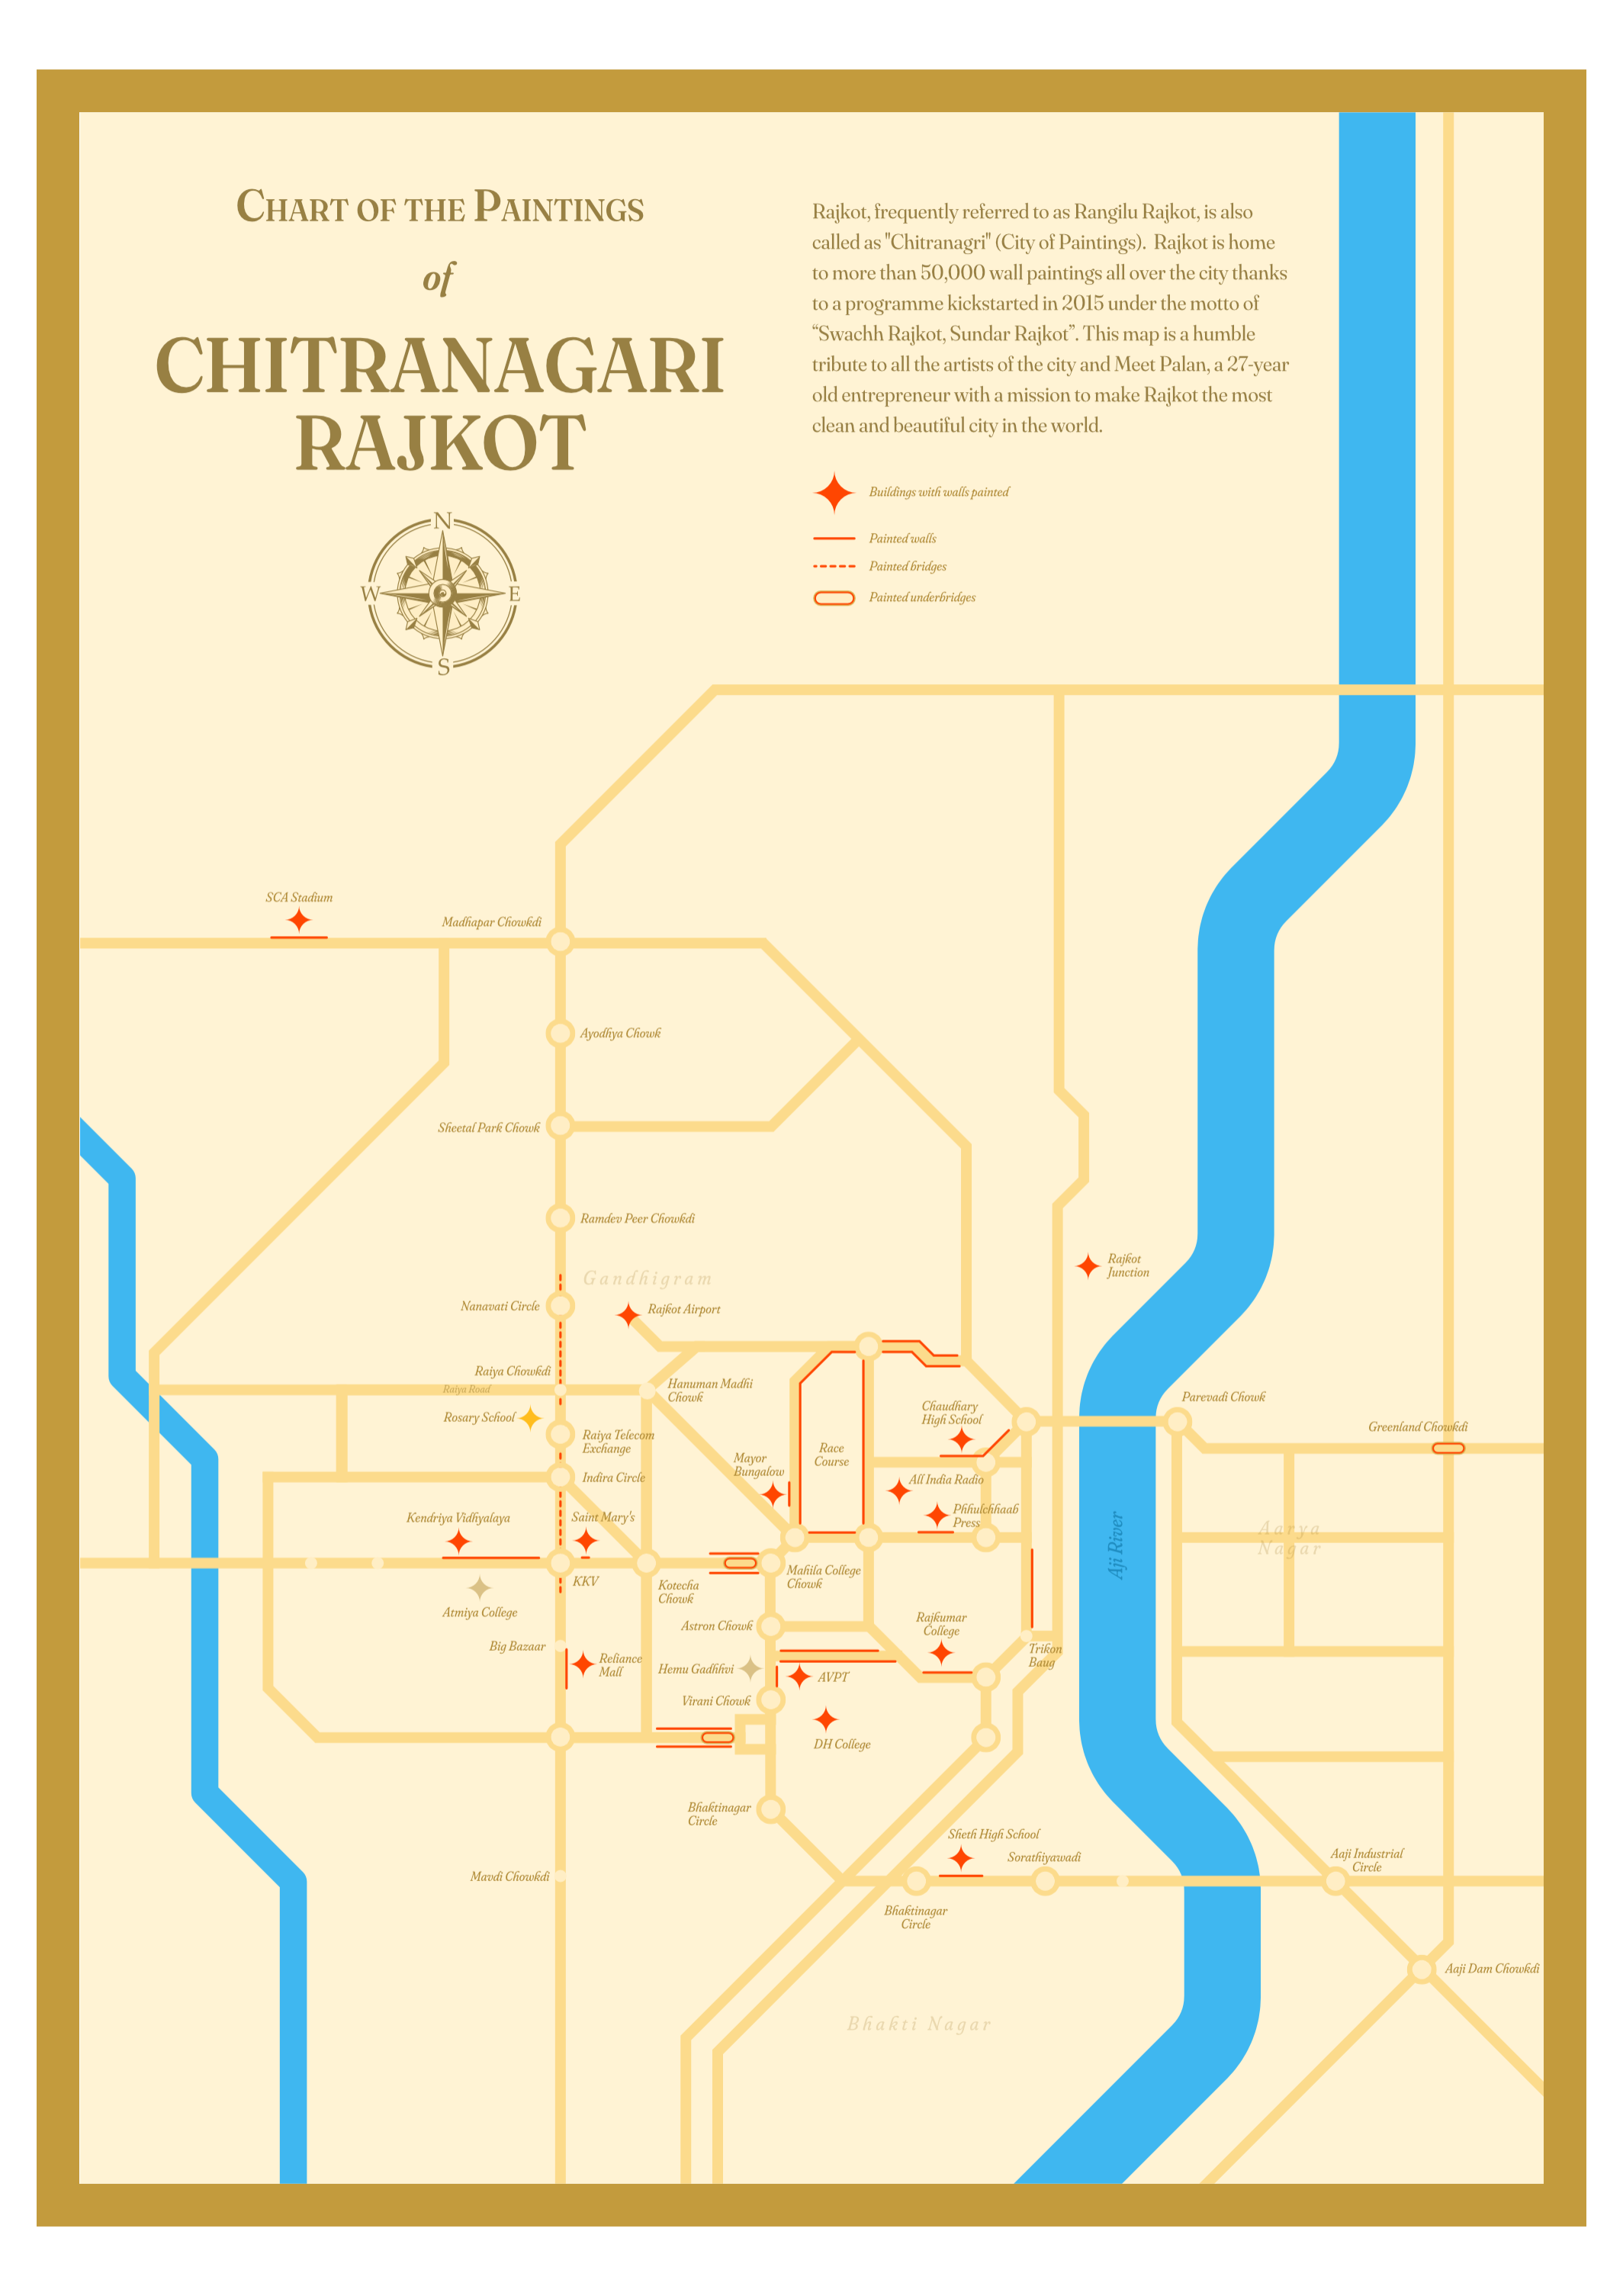 CHART OF THE PAINTINGS
of
CHITRANAGARI
RAJKOT
N
W
E
S
Rajkot, frequently referred to as Rangilu Rajkot, is also
called as "Chitranagri" (City of Paintings). Rajkot is home
to more than 50,000 wall paintings all over the city thanks
to a programme kickstarted in 2015 under the motto of
“Swachh Rajkot, Sundar Rajkot”. This map is a humble
tribute to all the artists of the city and Meet Palan, a 27-year
old entrepreneur with a mission to make Rajkot the most
clean and beautiful city in the world.
Buildings with walls painted
Painted walls
Painted bridges
Painted underbridges
SCA Stadium
Madhapar Chowkdi
Ayodhya Chowk
Sheetal Park Chowk
Ramdev Peer Chowkdi
Rajkot
Junction
Gandhigram
Nanavati Circle
Rajkot Airport
Raiya Chowkdi
Raiya Road
Hanuman Madhi
Chowk
Parevadi Chowk
Rosary School
Chaudhary
High School
Greenland Chowkdi
Raiya Telecom
Exchange
Race
Course
Mayor
Bungalow
Indira Circle
All India Radio
Kendriya Vidhyalaya
Saint Mary's
Phhulchhaab
Press
Aarya
Nagar
Aji River
KKV
Kotecha
Chowk
Mahila College
Chowk
Atmiya College
Astron Chowk
Rajkumar
College
Big Bazaar
Trikon
Baug
Reliance
Mall
Hemu Gadhhvi
AVPT
Virani Chowk
DH College
Bhaktinagar
Circle
Sheth High School
Sorathiyawadi
Aaji Industrial
Circle
Mavdi Chowkdi
Bhaktinagar
Circle
Aaji Dam Chowkdi
Bhakti Nagar